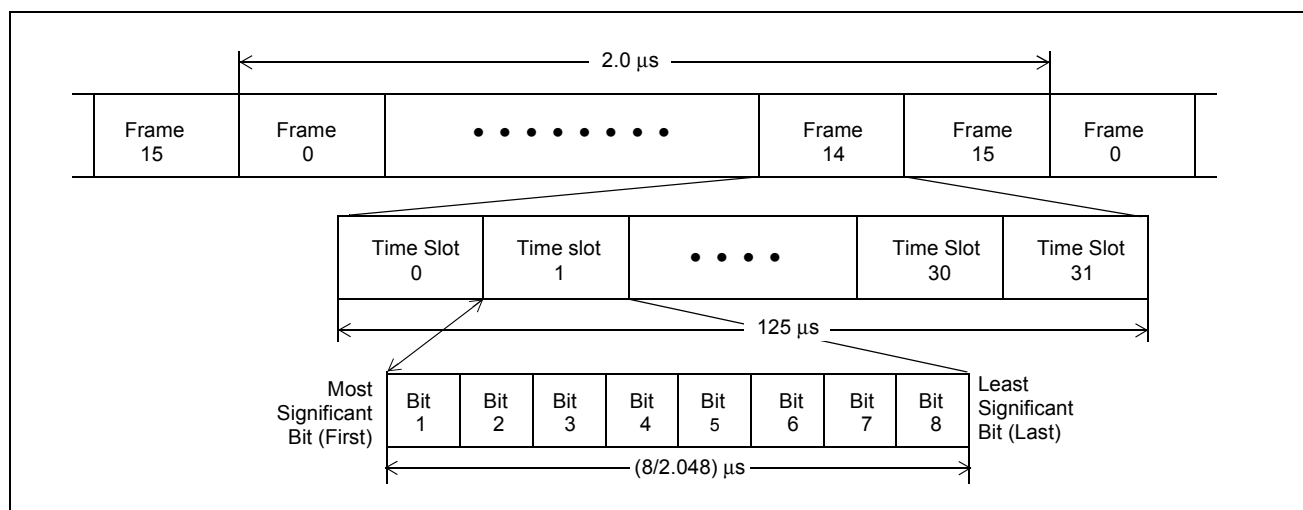 2.0 μs
Frame 15
Frame 0
Frame 14
Frame 15
Frame 0
Time Slot 0
Time slot 1
Time Slot 30
Time Slot 31
125 μs
Most Significant Bit (First)
Bit 1
Bit 2
Bit 3
Bit 4
Bit 5
Bit 6
Bit 7
Bit 8
Least Significant Bit (Last)
(8/2.048) μs